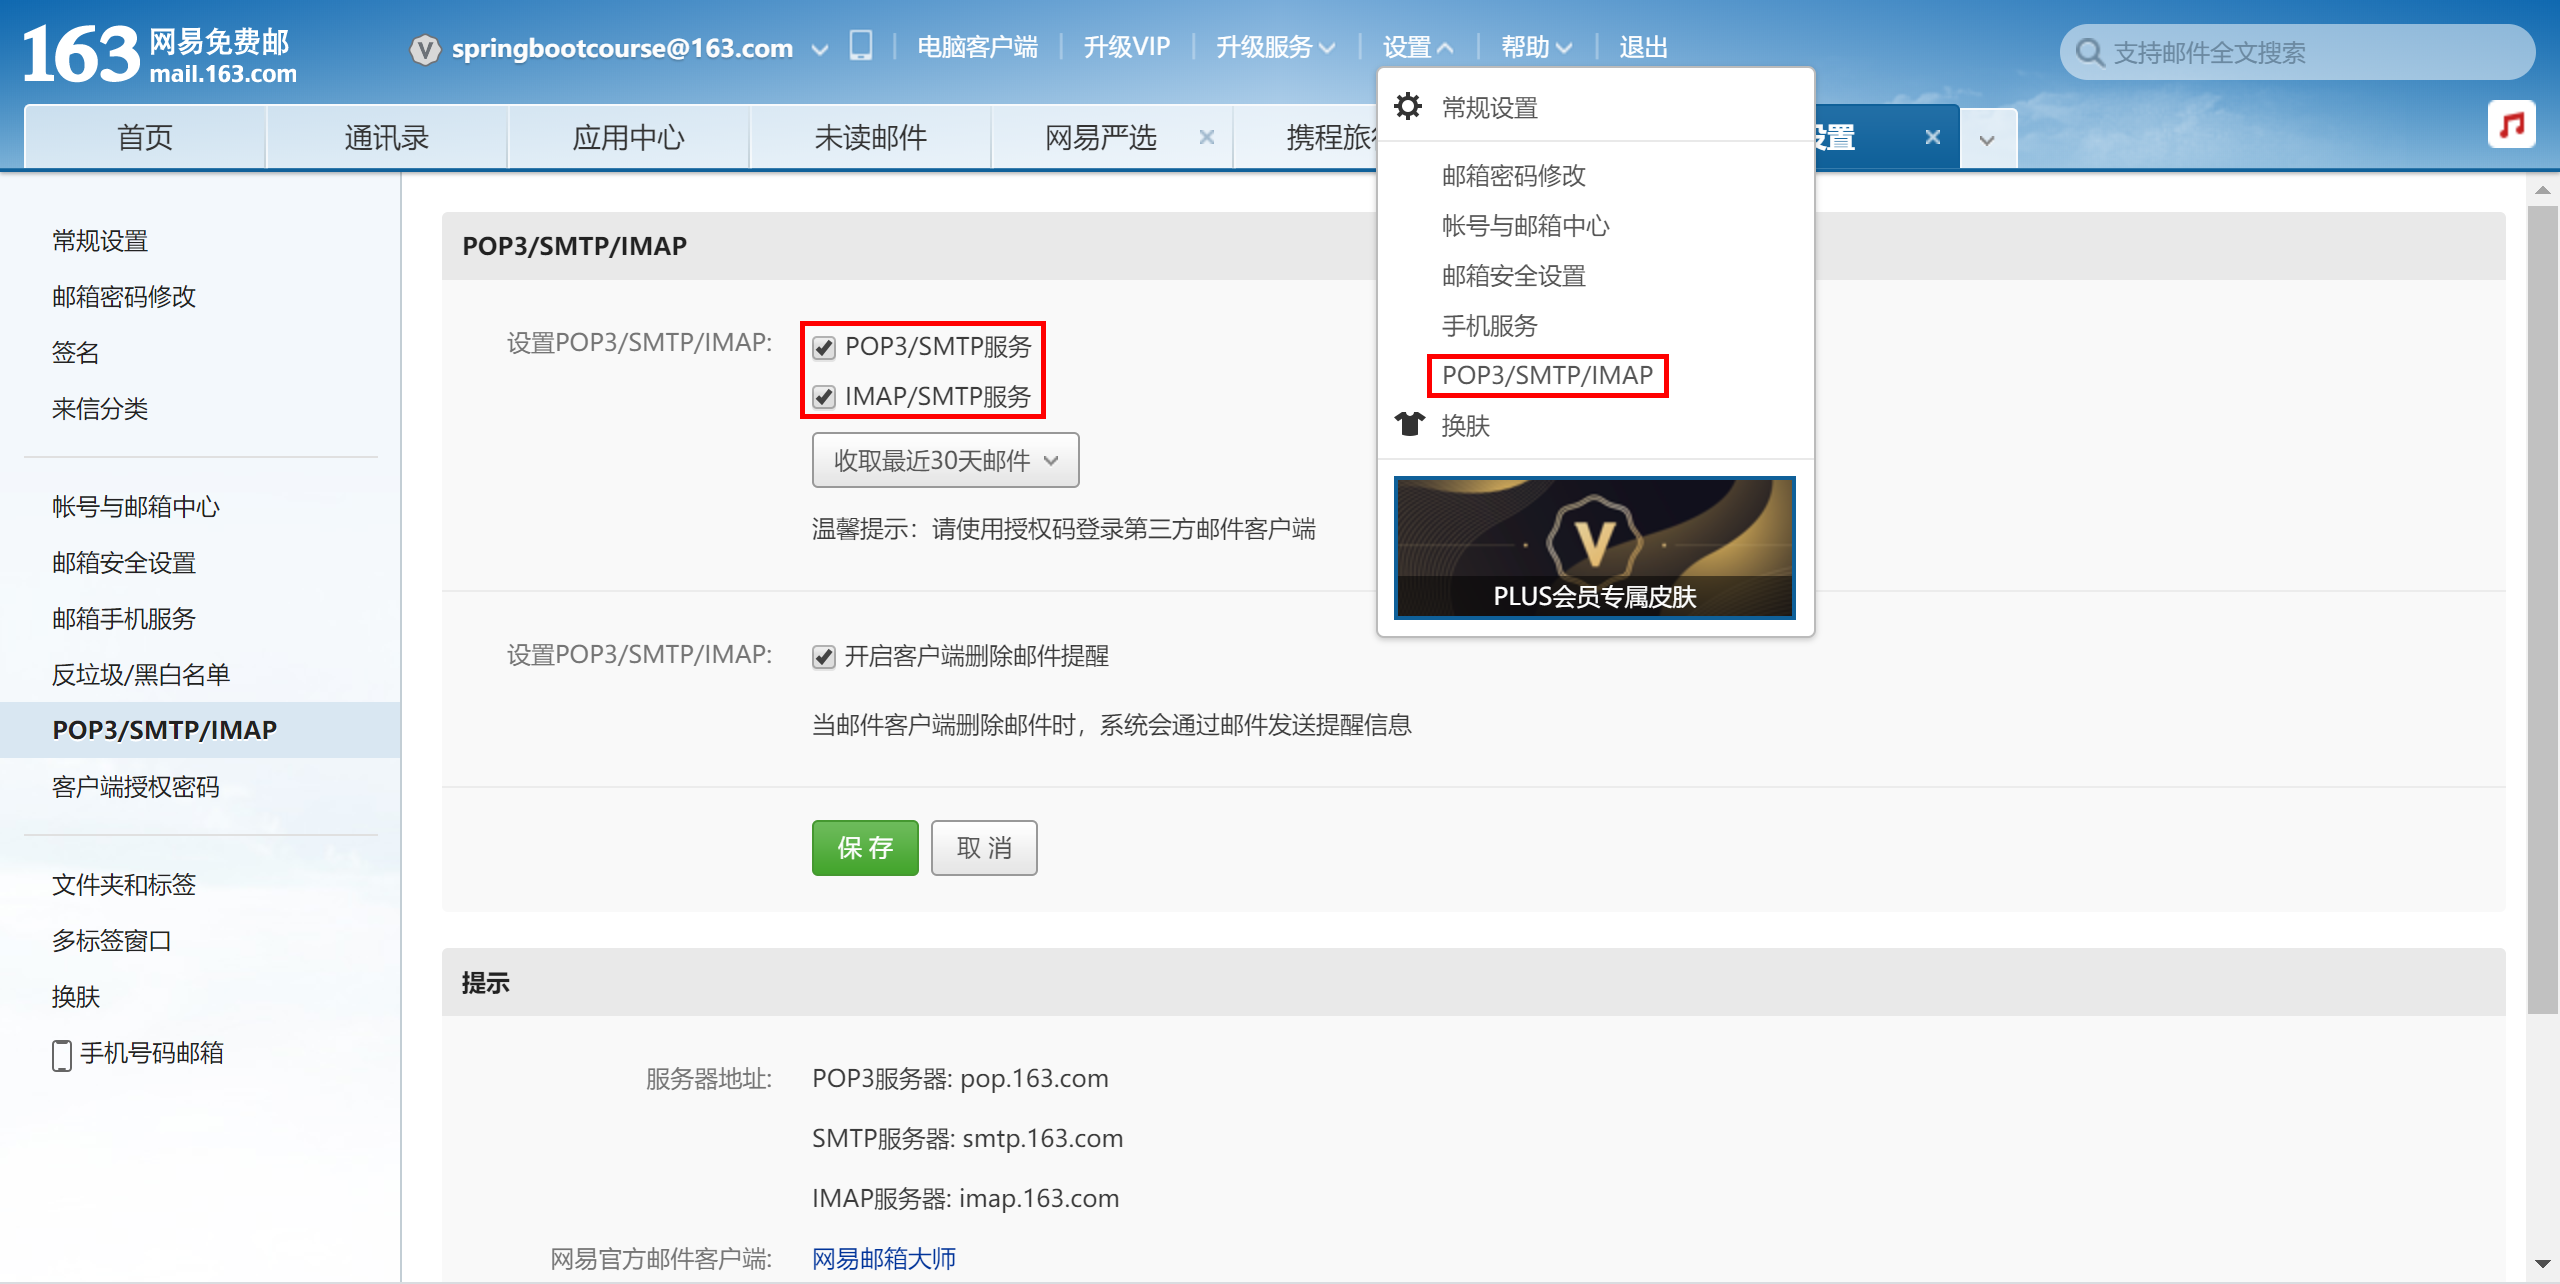 163 网易免费邮
mail.163.com
springbootcourse@163.com
电脑客户端
升级VIP
升级服务
设置
帮助
退出
支持邮件全文搜索
首页
通讯录
应用中心
未读邮件
网易严选
携程旅
设置
常规设置
邮箱密码修改
帐号与邮箱中心
邮箱安全设置
手机服务
POP3/SMTP/IMAP
换肤
V
PLUS会员专属皮肤
常规设置
邮箱密码修改
签名
来信分类
帐号与邮箱中心
邮箱安全设置
邮箱手机服务
反垃圾/黑白名单
POP3/SMTP/IMAP
客户端授权密码
文件夹和标签
多标签窗口
换肤
手机号码邮箱
POP3/SMTP/IMAP
设置POP3/SMTP/IMAP:
POP3/SMTP服务
IMAP/SMTP服务
收取最近30天邮件
温馨提示：请使用授权码登录第三方邮件客户端
设置POP3/SMTP/IMAP:
开启客户端删除邮件提醒
当邮件客户端删除邮件时，系统会通过邮件发送提醒信息
保 存
取 消
提示
服务器地址:
POP3服务器: pop.163.com
SMTP服务器: smtp.163.com
IMAP服务器: imap.163.com
网易官方邮件客户端:
网易邮箱大师